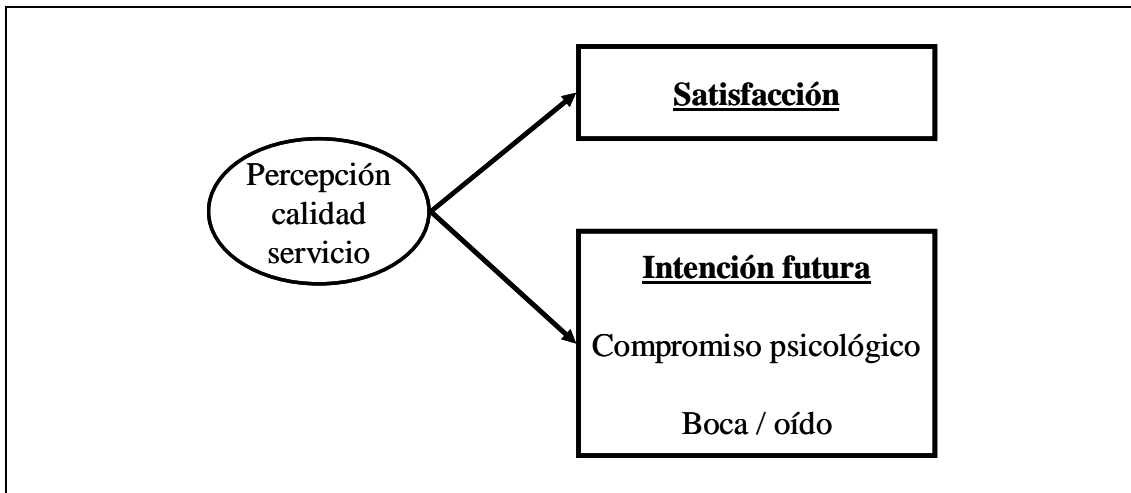 Percepción
calidad
servicio
Satisfacción
Intención futura
Compromiso psicológico
Boca / oído